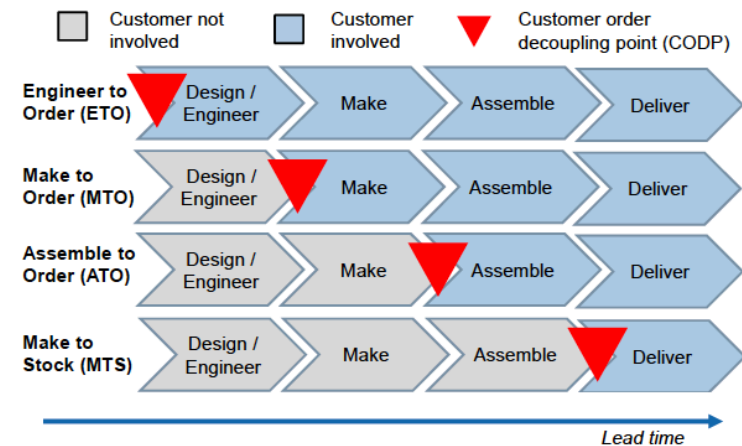 Customer not
involved
Customer
involved
Customer order
decoupling point (CODP)
Engineer to
Order (ETO)
Design /
Engineer
Make
Assemble
Deliver
Make to
Order (MTO)
Design /
Engineer
Make
Assemble
Deliver
Assemble to
Order (ATO)
Design /
Engineer
Make
Assemble
Deliver
Make to
Stock (MTS)
Design /
Engineer
Make
Assemble
Deliver
Lead time